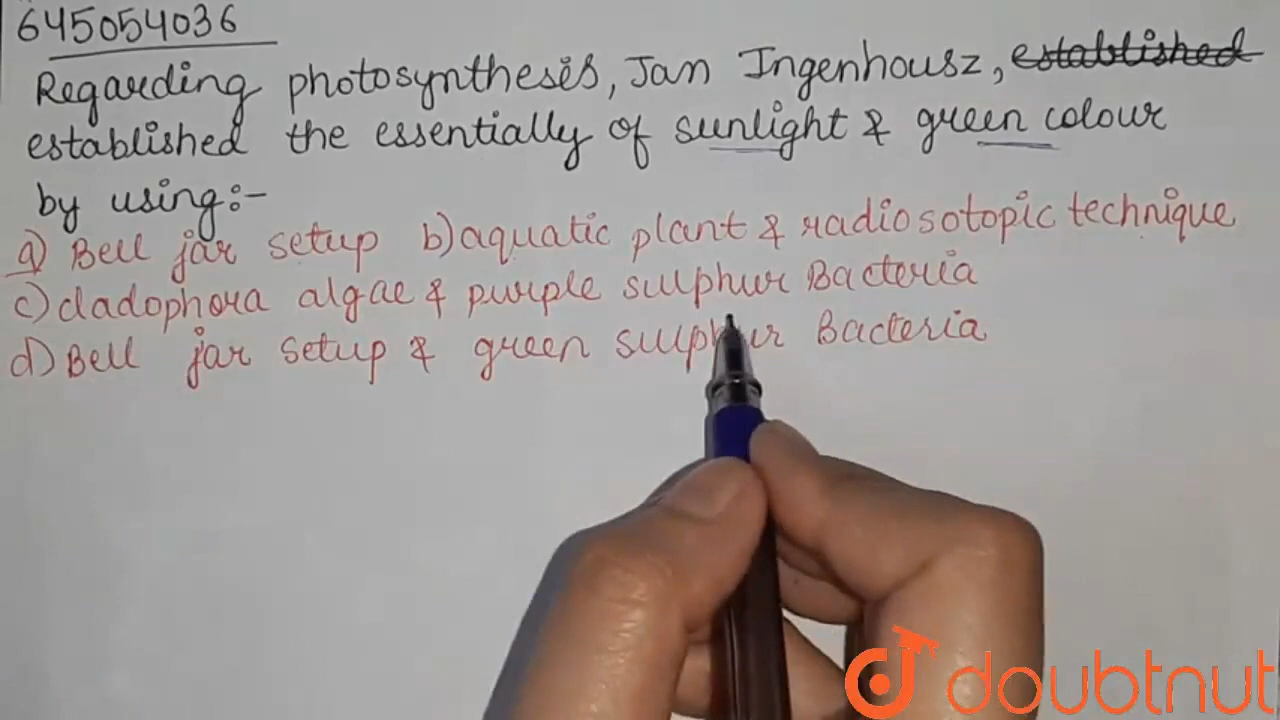 645054036
Regarding photosynthesis, Jan Ingenhousz, established
established the essentially of sunlight & green colour
by using:-
a) Bell jar setup b) aquatic plant & radiosotopic technique
c) cladophora algae & purple sulphur Bacteria
d) Bell jar setup & green sulphur Bacteria
doubtnut